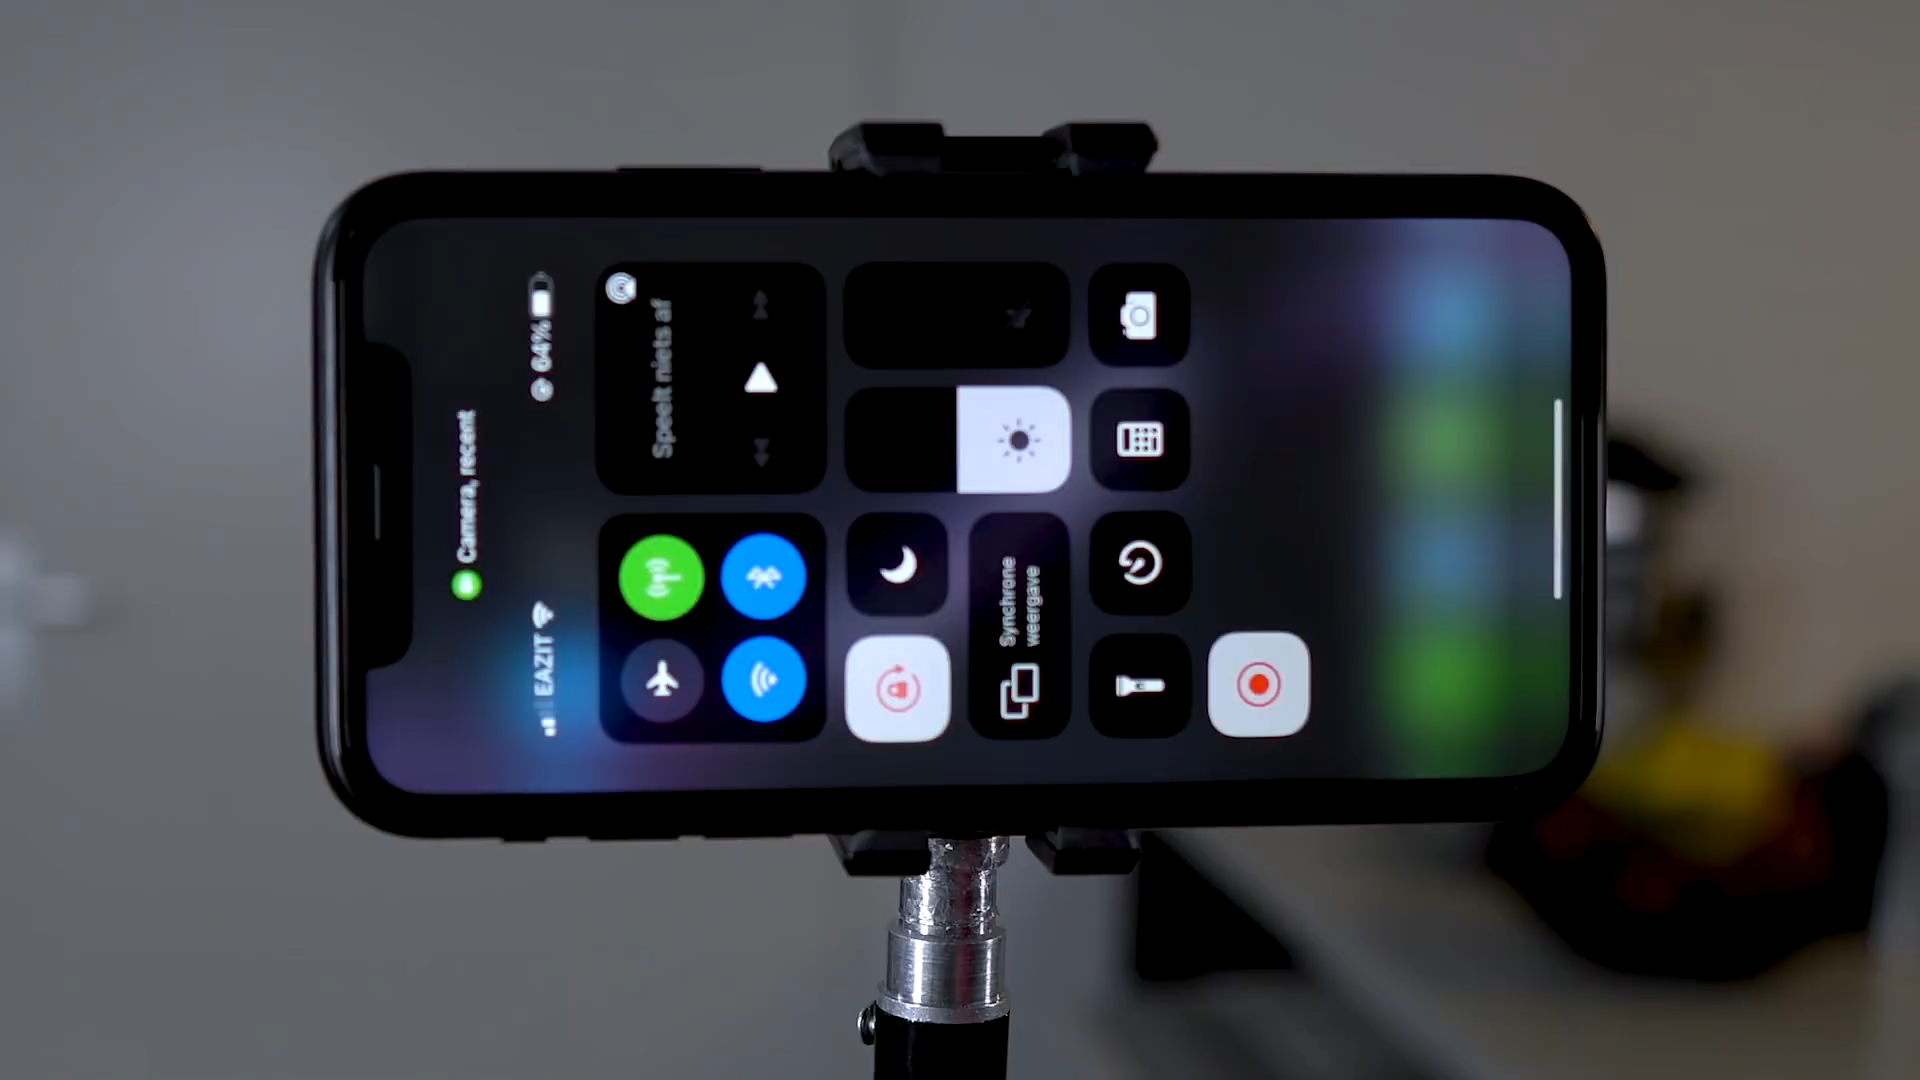 Camera, recent
EAZIT
64%
Speelt niets af
Synchrone
weergave